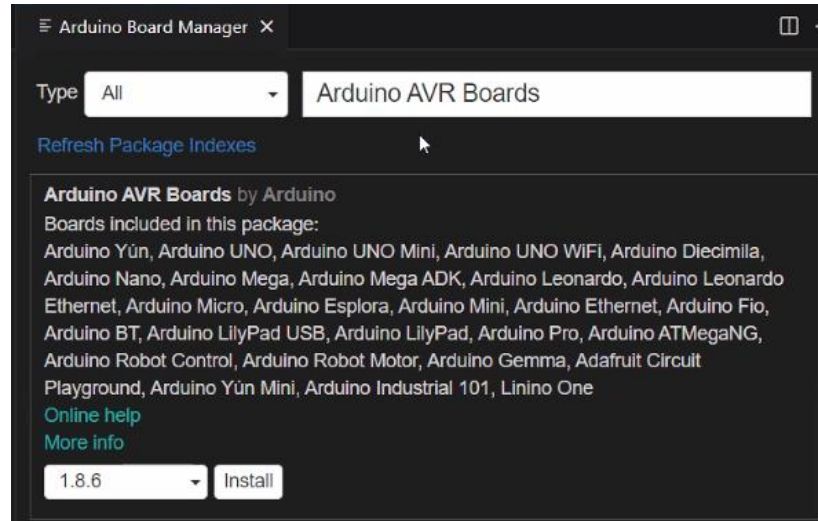 Arduino Board Manager
Type All Arduino AVR Boards
Refresh Package Indexes
Arduino AVR Boards by Arduino
Boards included in this package:
Arduino Yún, Arduino UNO, Arduino UNO Mini, Arduino UNO WiFi, Arduino Diecimila,
Arduino Nano, Arduino Mega, Arduino Mega ADK, Arduino Leonardo, Arduino Leonardo
Ethernet, Arduino Micro, Arduino Esplora, Arduino Mini, Arduino Ethernet, Arduino Fio,
Arduino BT, Arduino LilyPad USB, Arduino LilyPad, Arduino Pro, Arduino ATMegaNG,
Arduino Robot Control, Arduino Robot Motor, Arduino Gemma, Adafruit Circuit
Playground, Arduino Yún Mini, Arduino Industrial 101, Linino One
Online help
More info
1.8.6 Install